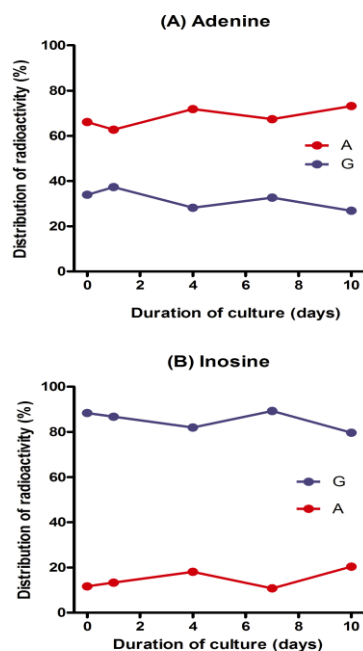 (A) Adenine
Distribution of radioactivity (%)
100
80
60
40
20
0
A
G
0 2 4 6 8 10
Duration of culture (days)
(B) Inosine
Distribution of radioactivity (%)
100
80
60
40
20
0
G
A
0 2 4 6 8 10
Duration of culture (days)